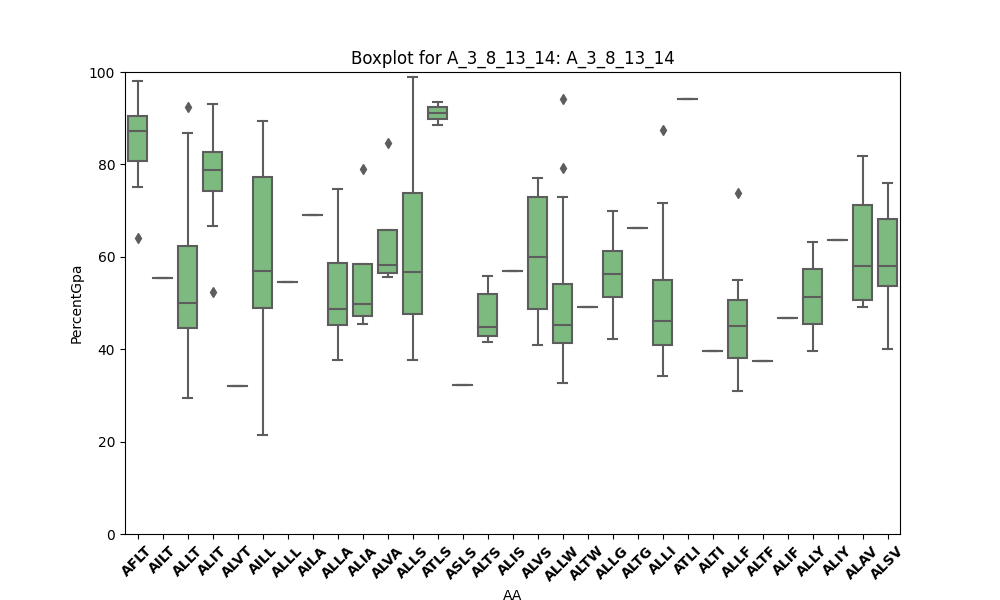 Boxplot for A_3_8_13_14: A_3_8_13_14
100
80
60
40
20
0
PercentGpa
AFILT AILT ALLT ALIT ALVT AILL ALLL AILA ALLA ALIA ALVA ALLS ATLS ASLS ALTS ALIS ALVS ALLW ALTW ALLG ALTG ALLI ATLI ALTI ALLF ALTF ALIF ALLY ALIY ALAV ALSV
AA